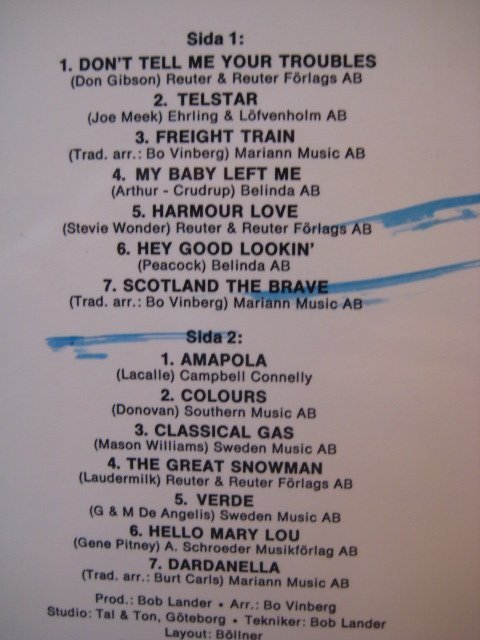 Sida 1:
1. DON'T TELL ME YOUR TROUBLES
(Don Gibson) Reuter & Reuter Förlags AB
2. TELSTAR
(Joe Meek) Ehrling & Löfvenholm AB
3. FREIGHT TRAIN
(Trad. arr.: Bo Vinberg) Mariann Music AB
4. MY BABY LEFT ME
(Arthur - Crudrup) Belinda AB
5. HARMOUR LOVE
(Stevie Wonder) Reuter & Reuter Förlags AB
6. HEY GOOD LOOKIN'
(Peacock) Belinda AB
7. SCOTLAND THE BRAVE
(Trad. arr.: Bo Vinberg) Mariann Music AB
Sida 2:
1. AMAPOLA
(Lacalle) Campbell Connelly
2. COLOURS
(Donovan) Southern Music AB
3. CLASSICAL GAS
(Mason Williams) Sweden Music AB
4. THE GREAT SNOWMAN
(Laudermilk) Reuter & Reuter Förlags AB
5. VERDE
(G & M De Angelis) Sweden Music AB
6. HELLO MARY LOU
(Gene Pitney) A. Schroeder Musikförlag AB
7. DARDANELLA
(Trad. arr.: Burt Carls) Mariann Music AB
Prod.: Bob Lander • Arr.: Bo Vinberg
Studio: Tal & Ton, Göteborg • Tekniker: Bob Lander
Layout: Böllner